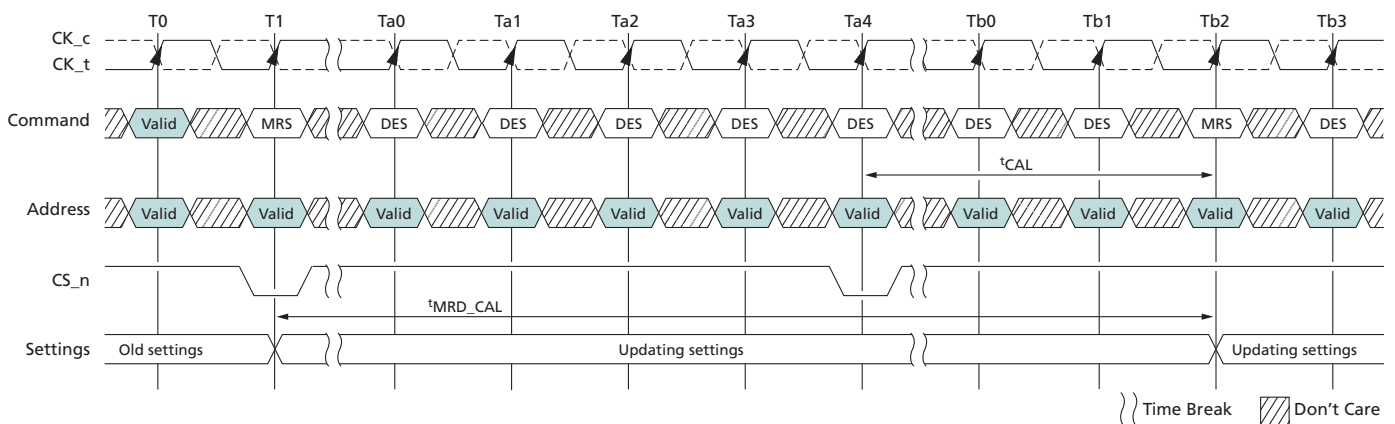 T0 T1 Ta0 Ta1 Ta2 Ta3 Ta4 Tb0 Tb1 Tb2 Tb3
CK_c
CK_t
Command Valid MRS DES DES DES DES DES DES DES MRS DES
tCAL
Address Valid Valid Valid Valid Valid Valid Valid Valid Valid Valid Valid
CS_n
tMRD_CAL
Settings Old settings Updating settings Updating settings
Time Break Don't Care